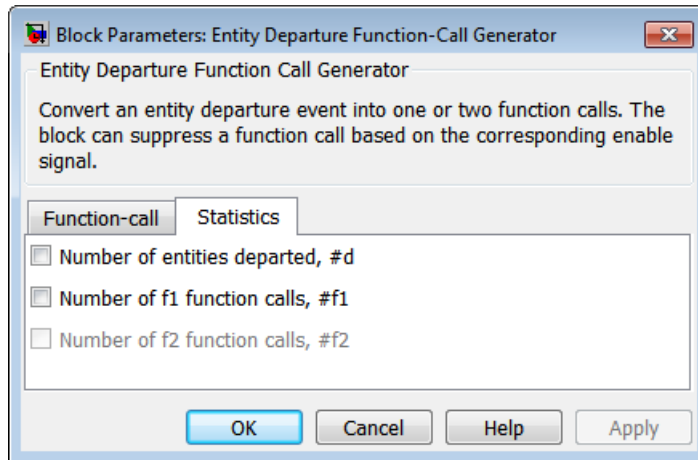 Block Parameters: Entity Departure Function-Call Generator
Entity Departure Function Call Generator
Convert an entity departure event into one or two function calls. The
block can suppress a function call based on the corresponding enable
signal.
Function-call Statistics
Number of entities departed, #d
Number of f1 function calls, #f1
Number of f2 function calls, #f2
OK Cancel Help Apply